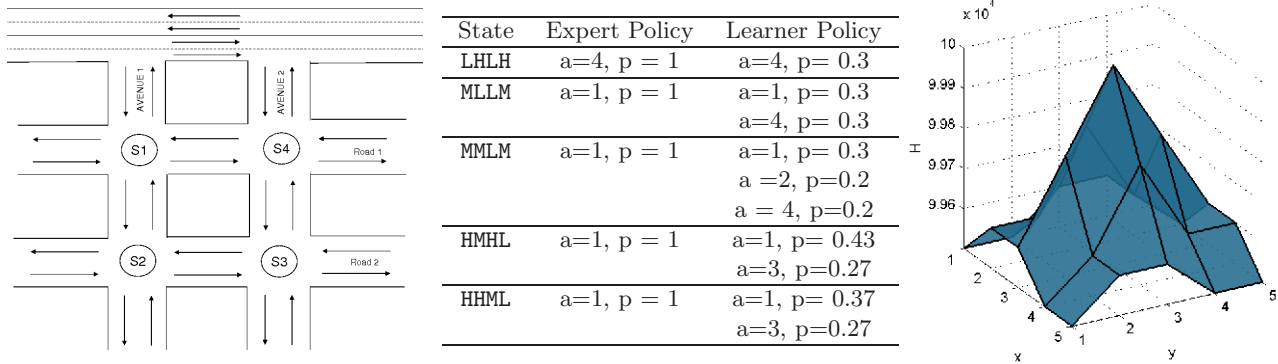 AVENUE 1
AVENUE 2
S1
S4
Road 1
S2
S3
Road 2
State Expert Policy Learner Policy
LHLH a=4, p = 1 a=4, p= 0.3
MLLM a=1, p = 1 a=1, p= 0.3
a=4, p= 0.3
MMLM a=1, p = 1 a=1, p= 0.3
a =2, p=0.2
a = 4, p=0.2
HMHL a=1, p = 1 a=1, p= 0.43
a=3, p=0.27
HHML a=1, p = 1 a=1, p= 0.37
a=3, p=0.27
x 10⁴
10
9.99
9.98
9.97
9.96
H
1
2
3
4
5
x
1
2
3
4
5
y